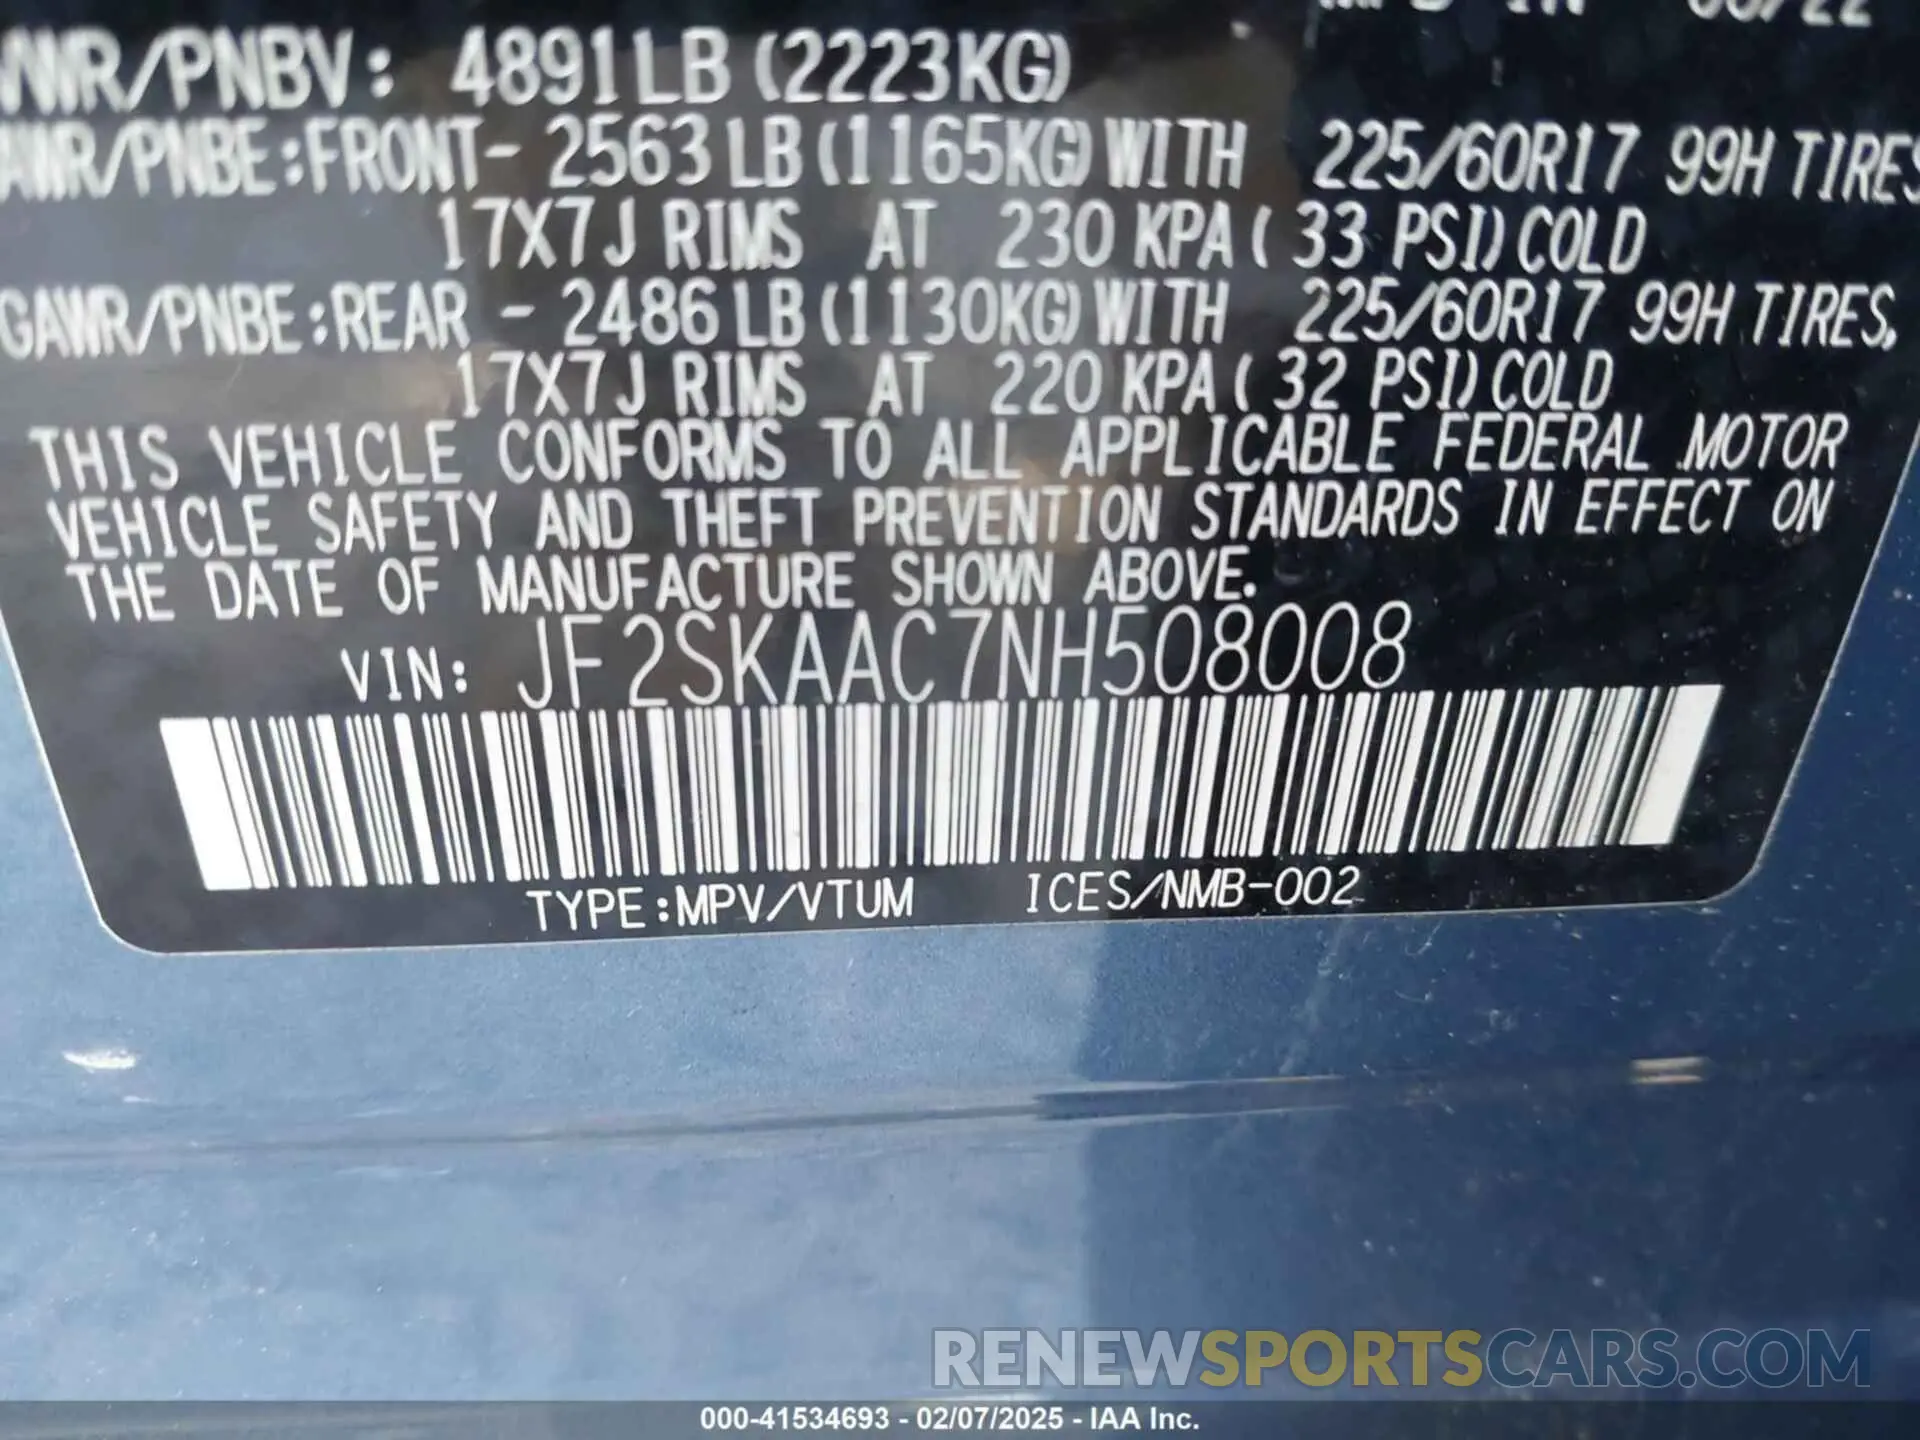 4891LB (2223KG)
FRONT- 2563 LB (1165KG) WITH 225/60R17 99H TIRES
17X7J RIMS AT 230 KPA ( 33 PSI) COLD
GAWR/PNBE:REAR - 2486 LB (1130KG) WITH 225/60R17 99H TIRES,
17X7J RIMS AT 220 KPA ( 32 PSI) COLD
THIS VEHICLE CONFORMS TO ALL APPLICABLE FEDERAL MOTOR
VEHICLE SAFETY AND THEFT PREVENTION STANDARDS IN EFFECT ON
THE DATE OF MANUFACTURE SHOWN ABOVE.
VIN: JF2SKAAC7NH508008
TYPE:MPV/VTUM ICES/NMB-002
RENEWSPORTSCARS.COM
000-41534693 - 02/07/2025 - IAA Inc.